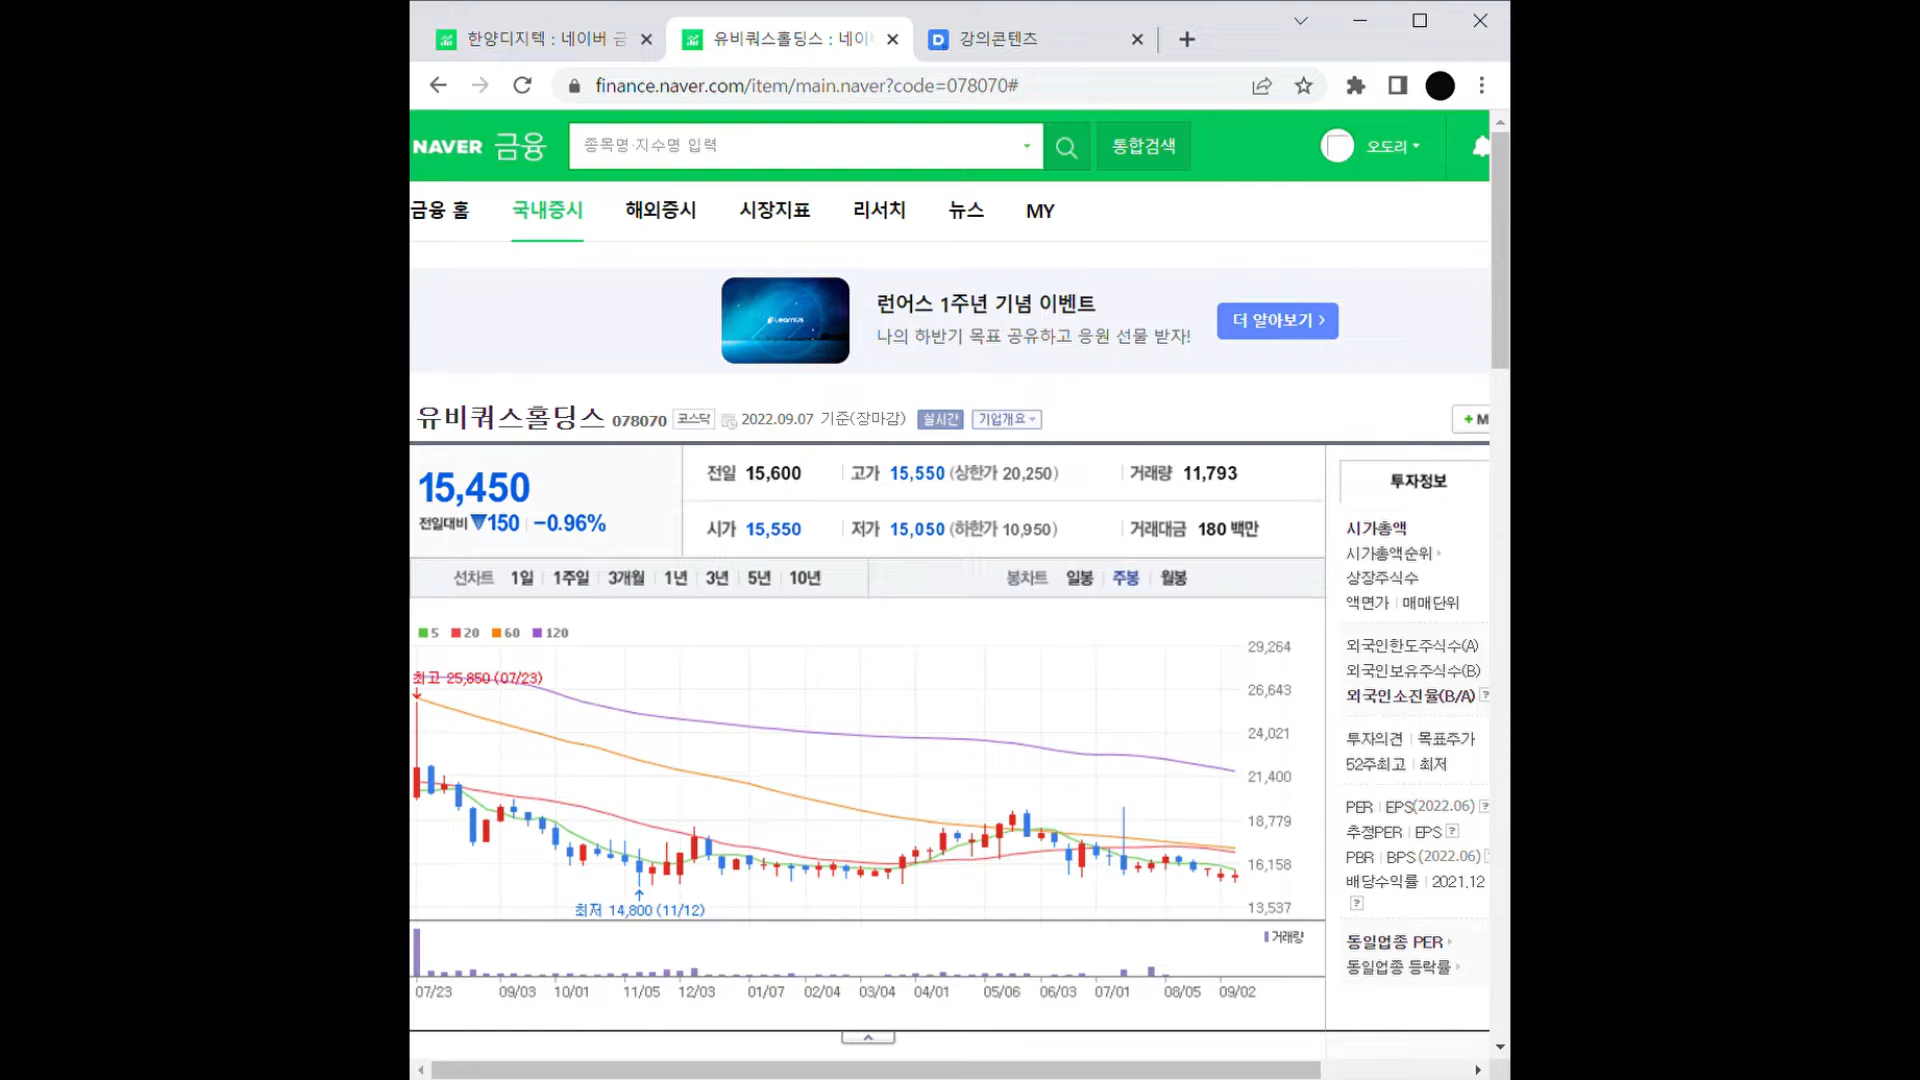 한양디지텍 : 네이버 금
유비쿼스홀딩스 : 네이
강의콘텐츠
finance.naver.com/item/main.naver?code=078070#
NAVER 금융
종목명·지수명 입력
통합검색
오도리
금융 홈
국내증시
해외증시
시장지표
리서치
뉴스
MY
LearnUs
런어스 1주년 기념 이벤트
나의 하반기 목표 공유하고 응원 선물 받자!
더 알아보기 >
유비쿼스홀딩스 078070 코스닥 2022.09.07 기준(장마감) 실시간 기업개요
+ M
15,450
전일대비 ▼150 -0.96%
전일 15,600 고가 15,550 (상한가 20,250) 거래량 11,793
시가 15,550 저가 15,050 (하한가 10,950) 거래대금 180 백만
선차트 1일 1주일 3개월 1년 3년 5년 10년
봉차트 일봉 주봉 월봉
5 20 60 120
최고 25,850 (07/23)
최저 14,800 (11/12)
29,264
26,643
24,021
21,400
18,779
16,158
13,537
거래량
07/23 09/03 10/01 11/05 12/03 01/07 02/04 03/04 04/01 05/06 06/03 07/01 08/05 09/02
투자정보
시가총액
시가총액순위
상장주식수
액면가 | 매매단위
외국인한도주식수(A)
외국인보유주식수(B)
외국인소진율(B/A) ?
투자의견 | 목표주가
52주최고 | 최저
PER | EPS(2022.06) ?
추정PER | EPS ?
PBR | BPS (2022.06) ?
배당수익률 | 2021.12
?
동일업종 PER
동일업종 등락률